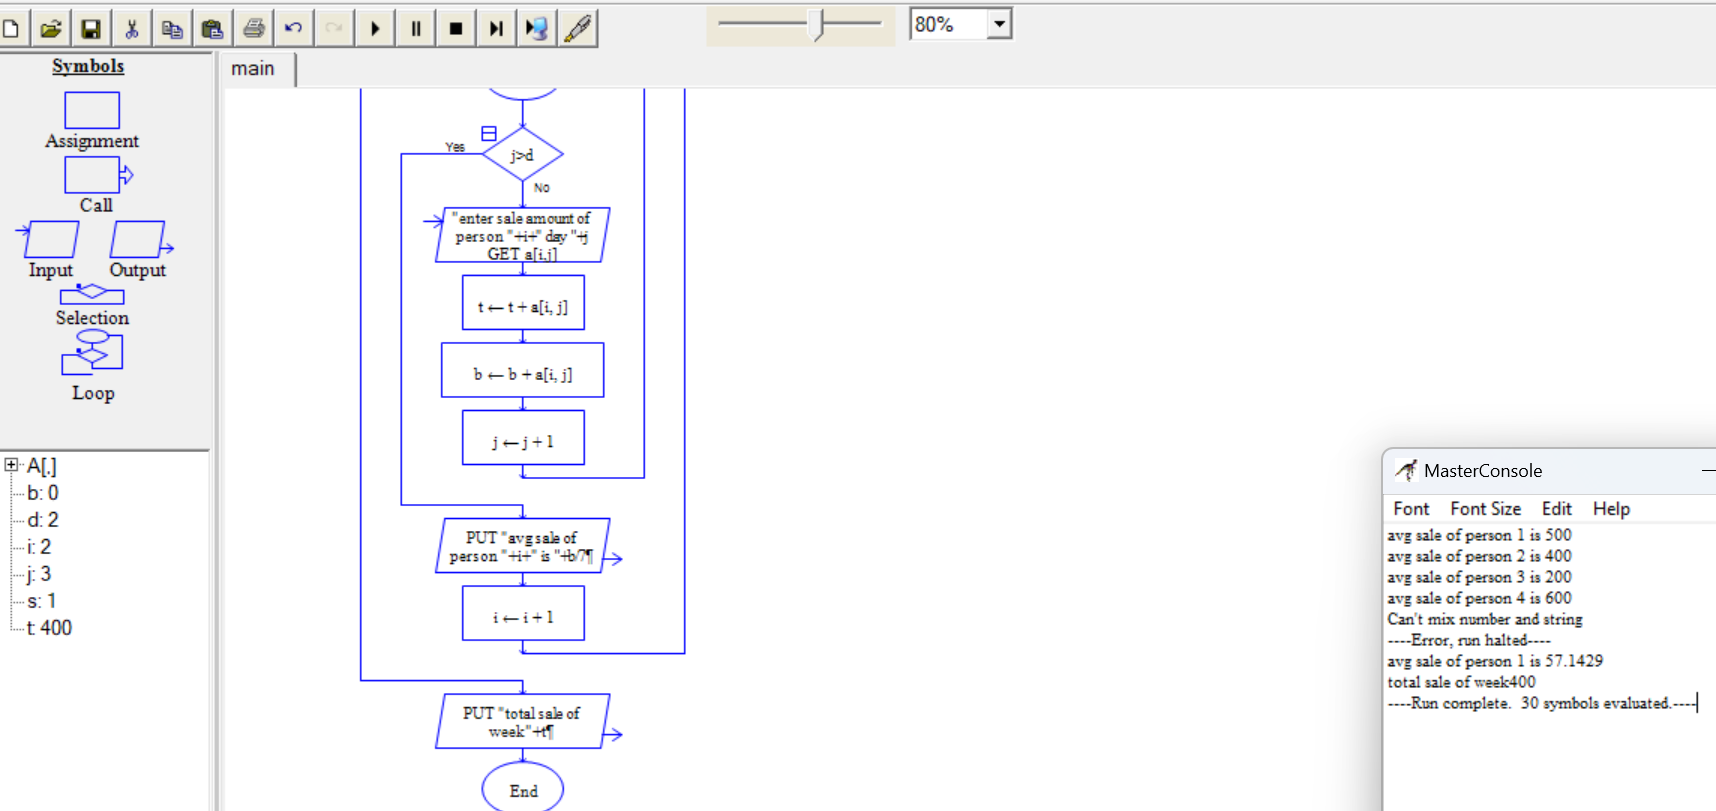 80%
Symbols
main
Assignment
Call
Input
Output
Selection
Loop
A[,]
b: 0
d: 2
i: 2
j: 3
s: 1
t: 400
Yes
j>d
No
"enter sale amount of
person "+i+" day "+j
GET a[i,j]
t ← t + a[i, j]
b ← b + a[i, j]
j ← j + 1
PUT "avg sale of
person "+i+" is "+b/7¶
i ← i + 1
PUT "total sale of
week"+t¶
End
MasterConsole
Font Font Size Edit Help
avg sale of person 1 is 500
avg sale of person 2 is 400
avg sale of person 3 is 200
avg sale of person 4 is 600
Can't mix number and string
----Error, run halted----
avg sale of person 1 is 57.1429
total sale of week400
----Run complete.  30 symbols evaluated.----